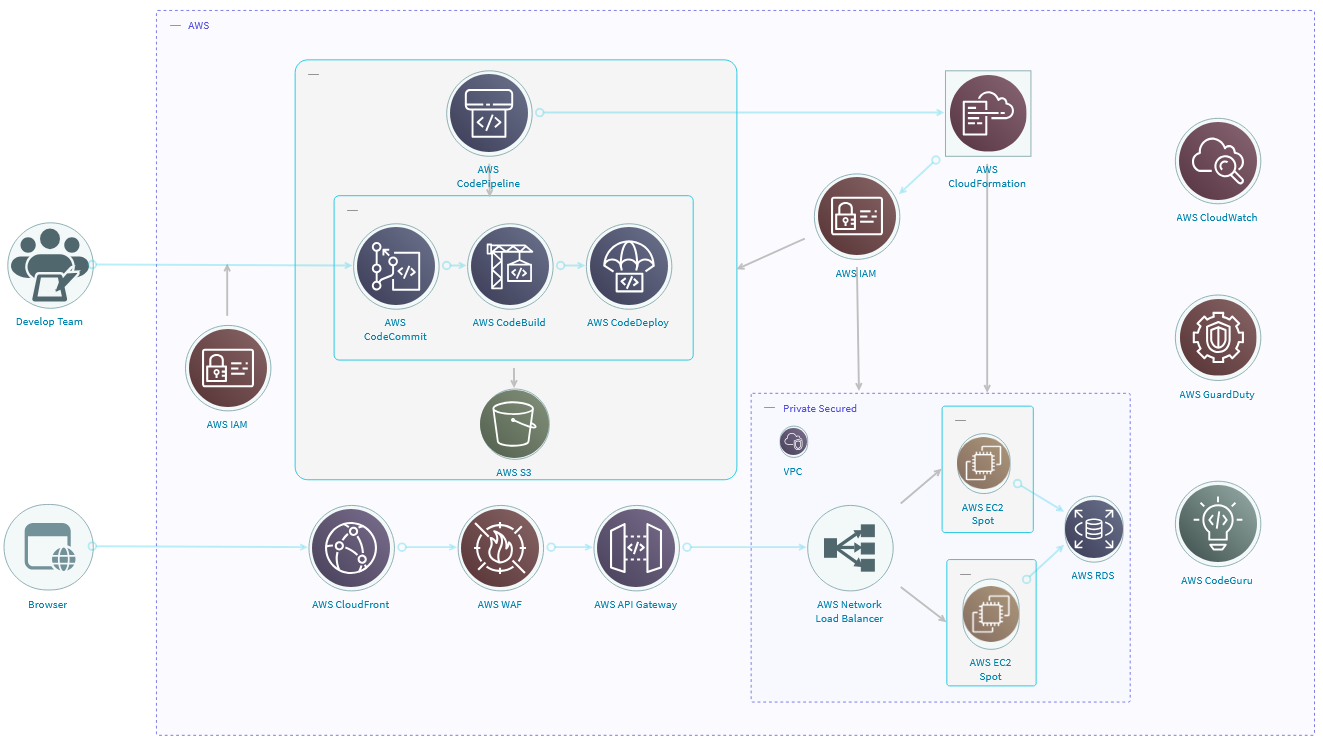 AWS
AWS
CodePipeline
AWS
CloudFormation
AWS CloudWatch
AWS IAM
Develop Team
AWS
CodeCommit
AWS CodeBuild
AWS CodeDeploy
AWS GuardDuty
AWS IAM
AWS S3
Private Secured
VPC
AWS EC2
Spot
Browser
AWS CloudFront
AWS WAF
AWS API Gateway
AWS Network
Load Balancer
AWS RDS
AWS CodeGuru
AWS EC2
Spot